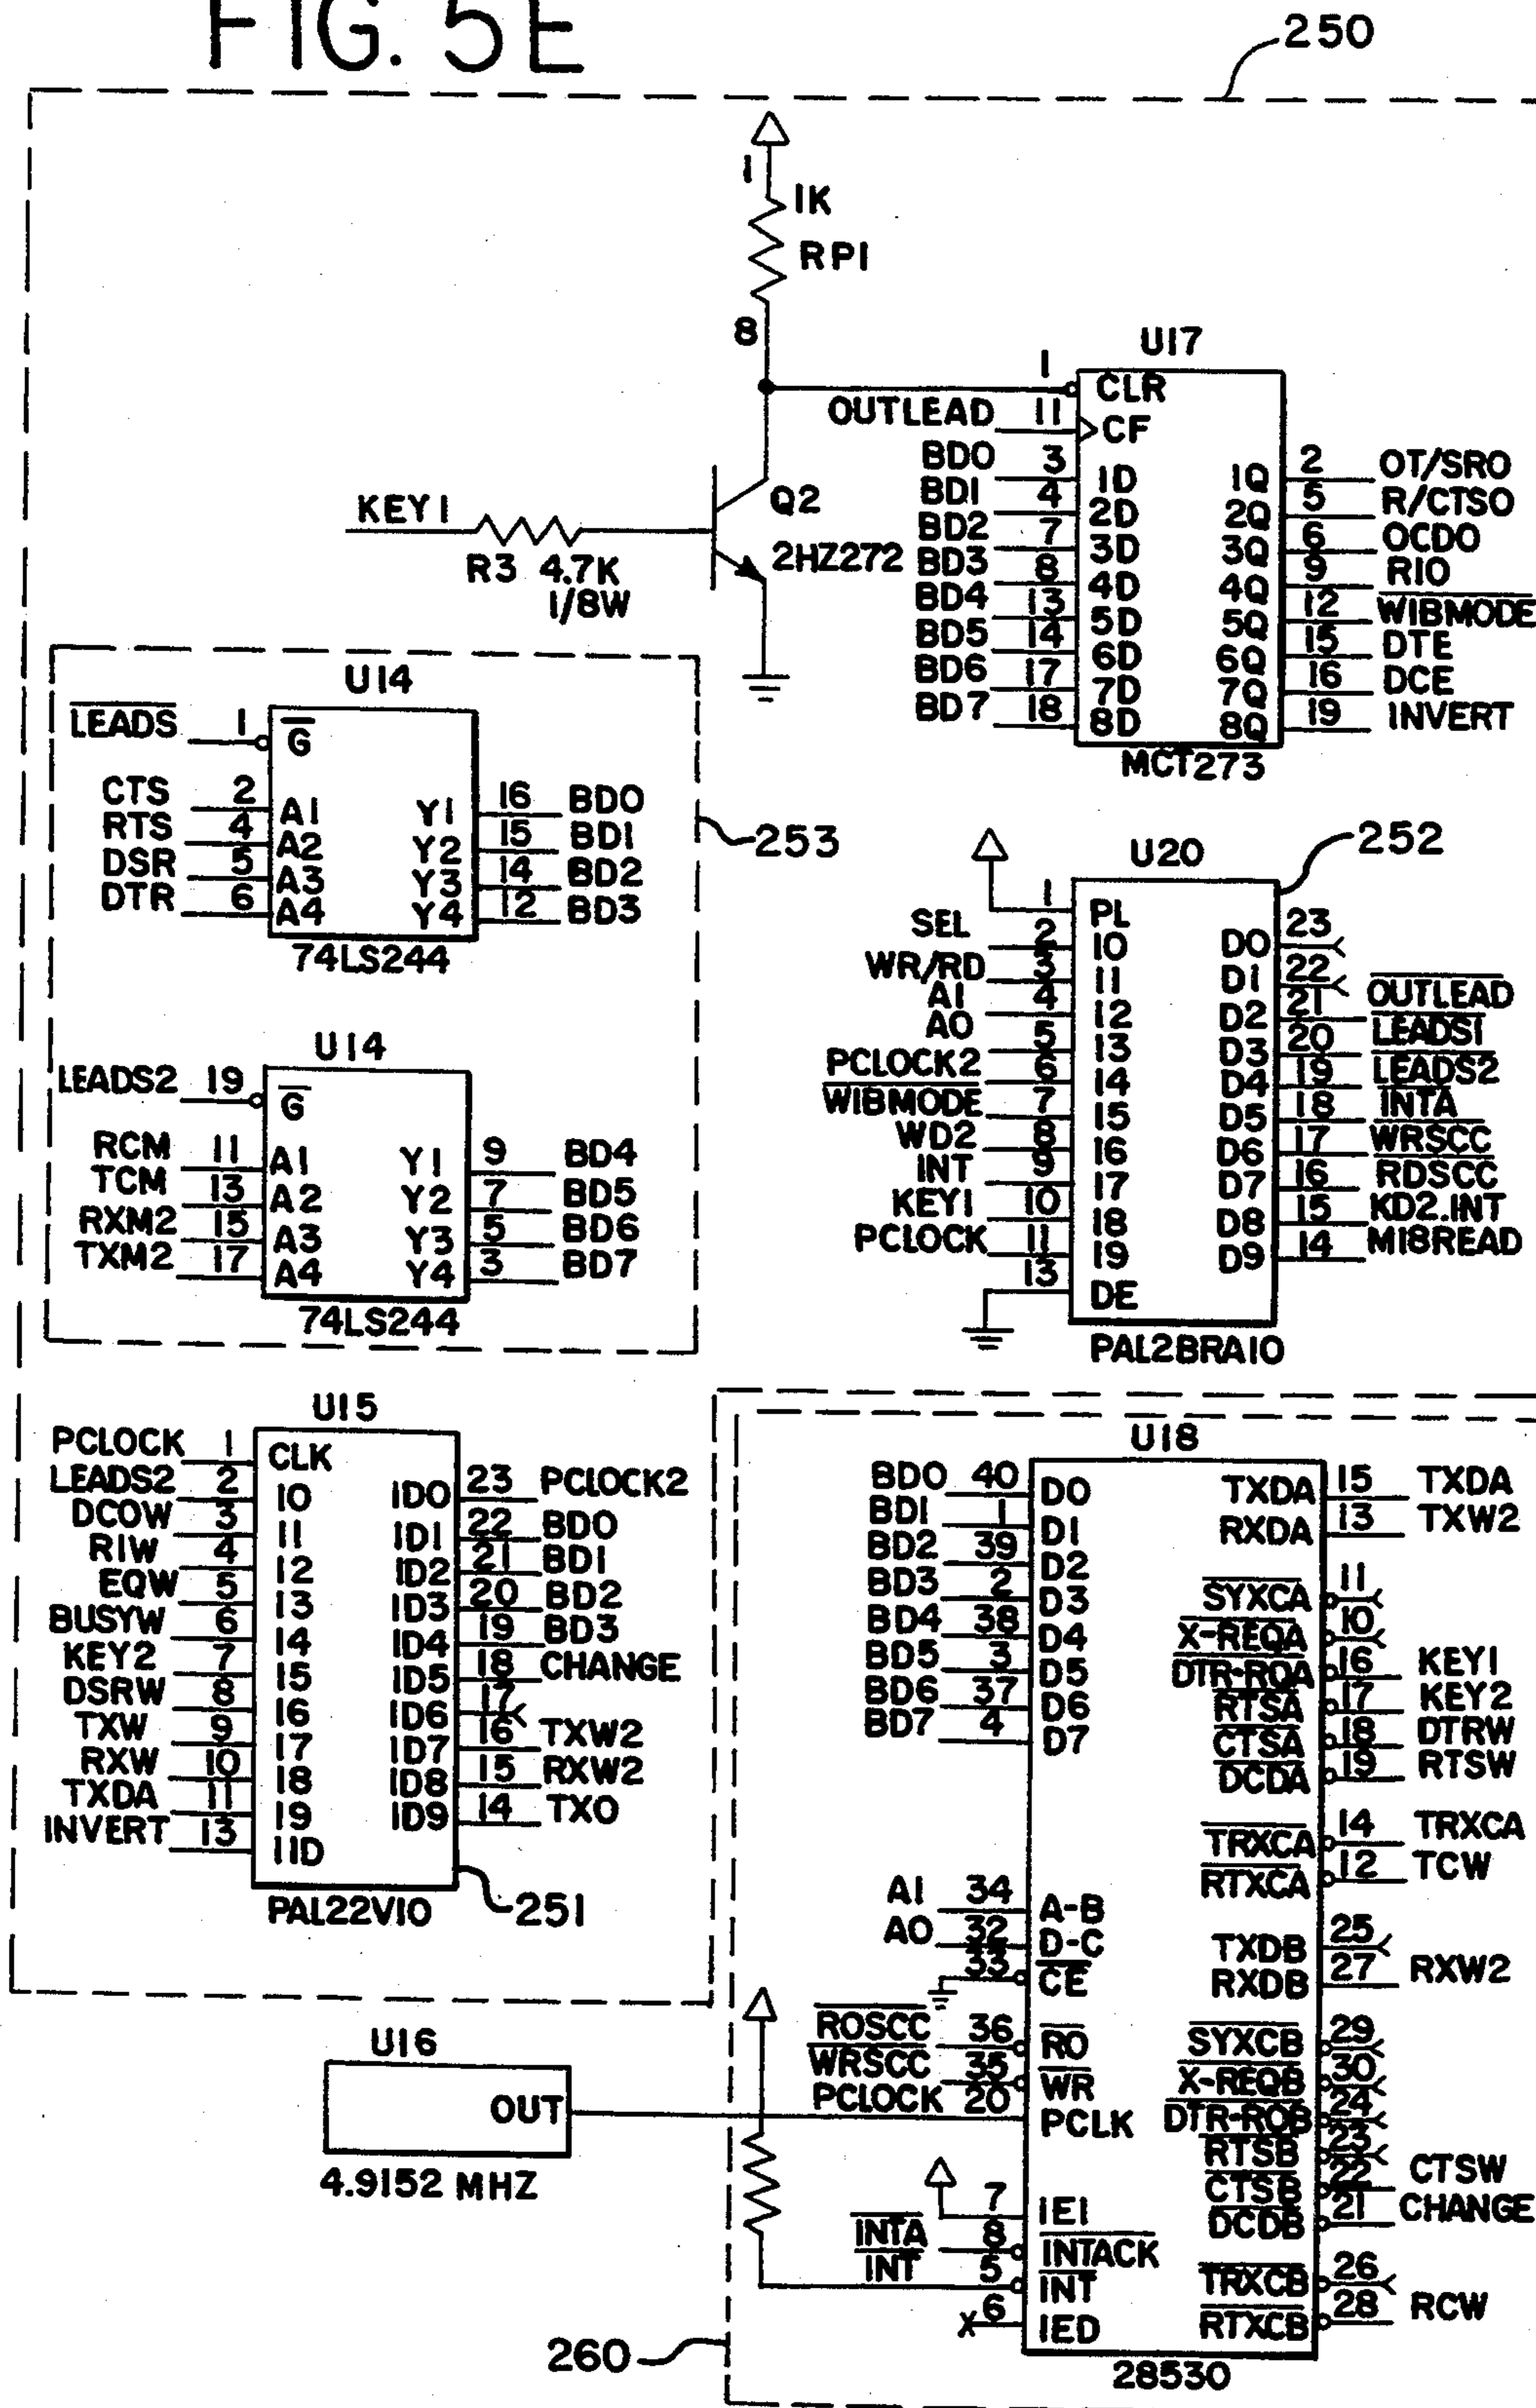 FIG. 5E
250
1
1K
RP1
8
KEY1
R3 4.7K
1/8W
Q2
2HZ272
U17
1 CLR
OUTLEAD 11 CF
BD0 3 1D 1Q 2 OT/SRO
BD1 4 2D 2Q 5 R/CTSO
BD2 7 3D 3Q 6 OCDO
BD3 8 4D 4Q 9 RIO
BD4 13 5D 5Q 12 WIBMODE
BD5 14 6D 6Q 15 DTE
BD6 17 7D 7Q 16 DCE
BD7 18 8D 8Q 19 INVERT
MCT273
U14
LEADS 1 G
CTS 2 A1 Y1 16 BD0
RTS 4 A2 Y2 15 BD1
DSR 5 A3 Y3 14 BD2
DTR 6 A4 Y4 12 BD3
74LS244
253
U14
LEADS2 19 G
RCM 11 A1 Y1 9 BD4
TCM 13 A2 Y2 7 BD5
RXM2 15 A3 Y3 5 BD6
TXM2 17 A4 Y4 3 BD7
74LS244
U20
252
1 PL
SEL 2 I0 D0 23
WR/RD 3 I1 D1 22
A1 4 I2 D2 21 OUTLEAD
A0 5 I3 D3 20 LEADS1
PCLOCK2 6 I4 D4 19 LEADS2
WIBMODE 7 I5 D5 18 INTA
WD2 8 I6 D6 17 WRSCC
INT 9 I7 D7 16 RDSCC
KEY1 10 I8 D8 15 KD2.INT
PCLOCK 11 I9 D9 14 MI8READ
13 DE
PAL2BRA10
U15
PCLOCK 1 CLK
LEADS2 2 I0 ID0 23 PCLOCK2
DCOW 3 I1 ID1 22 BD0
RIW 4 I2 ID2 21 BD1
EQW 5 I3 ID3 20 BD2
BUSYW 6 I4 ID4 19 BD3
KEY2 7 I5 ID5 18 CHANGE
DSRW 8 I6 ID6 17
TXW 9 I7 ID7 16 TXW2
RXW 10 I8 ID8 15 RXW2
TXDA 11 I9 ID9 14 TXO
INVERT 13 IID
PAL22V10
251
U16
OUT
4.9152 MHZ
U18
BD0 40 D0 TXDA 15 TXDA
BD1 1 D1 RXDA 13 TXW2
BD2 39 D2
BD3 2 D3 SYXCA 11
BD4 38 D4 X-REQA 10
BD5 3 D5 DTR-RQA 16 KEY1
BD6 37 D6 RTSA 17 KEY2
BD7 4 D7 CTSA 18 DTRW
DCDA 19 RTSW
TRXCA 14 TRXCA
RTXCA 12 TCW
A1 34 A-B
A0 32 D-C TXDB 25
33 CE RXDB 27 RXW2
ROSCC 36 RO SYXCB 29
WRSCC 35 WR X-REQB 30
PCLOCK 20 PCLK DTR-RQB 24
RTSB 23
CTSB 22 CTSW
7 IEI DCDB 21 CHANGE
INTA 8 INTACK
INT 5 INT TRXCB 26
X 6 IED RTXCB 28 RCW
28530
260